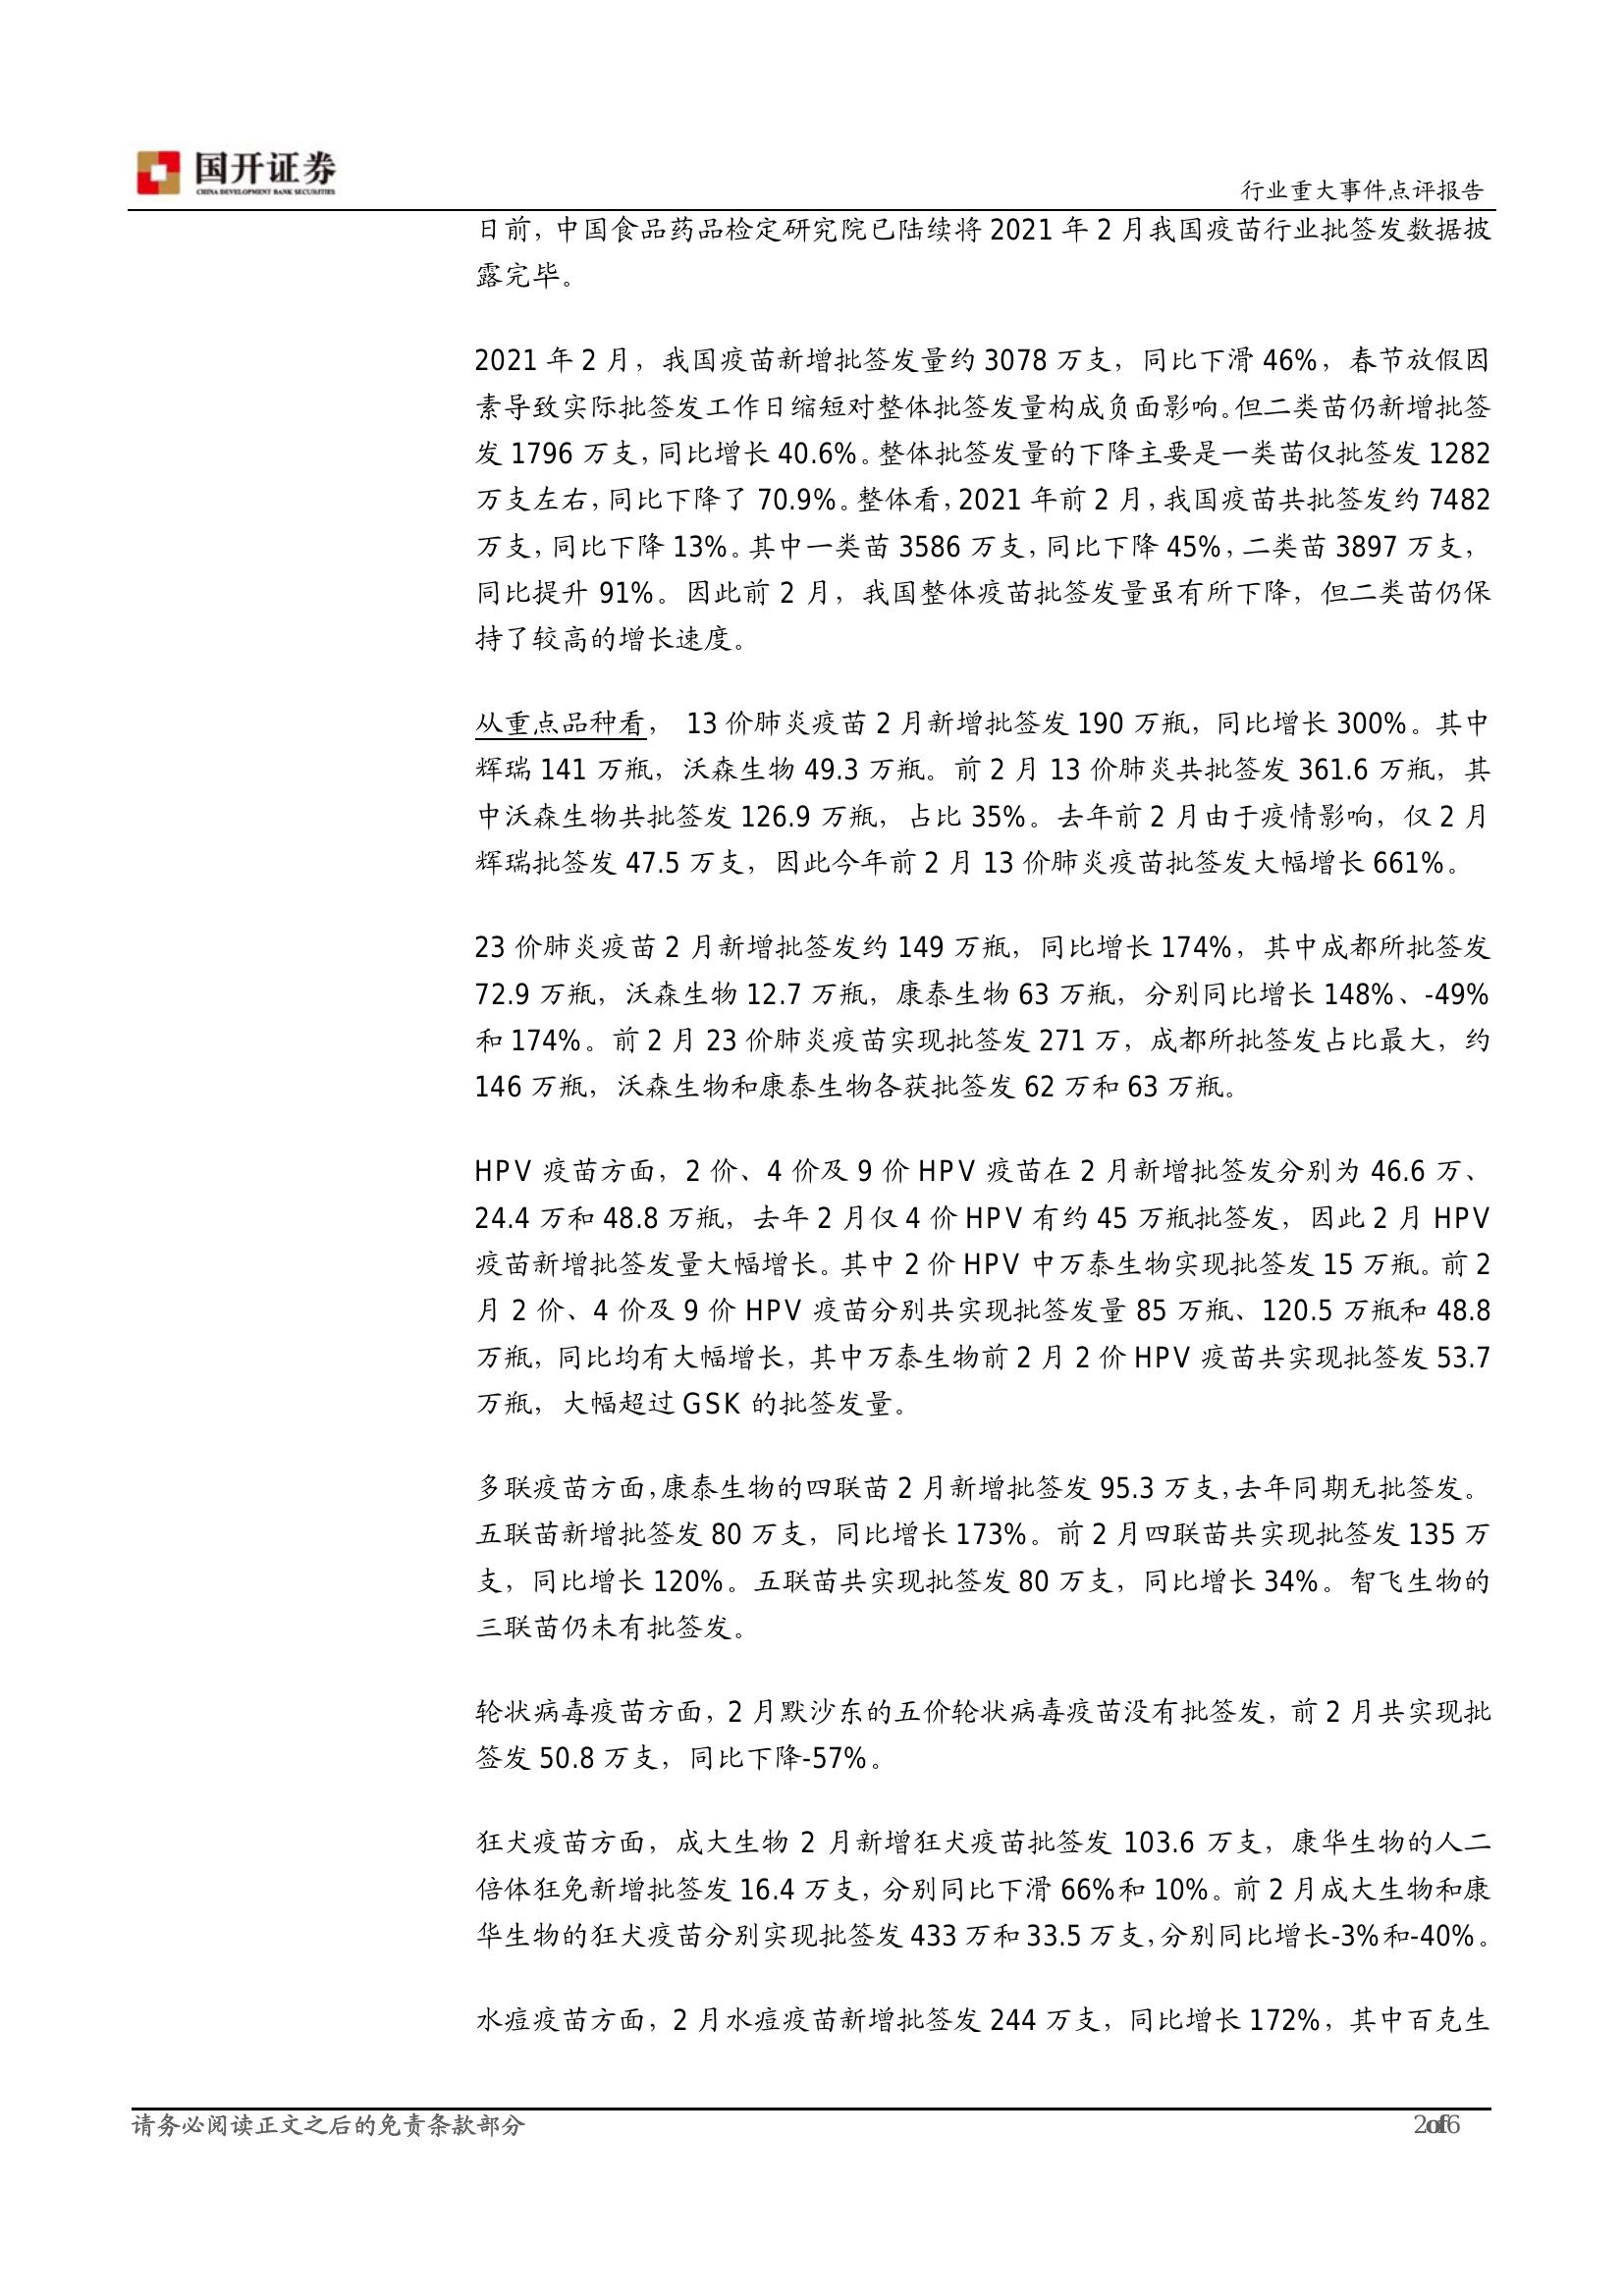 国开证券
CHINA DEVELOPMENT BANK SECURITIES
行业重大事件点评报告
日前，中国食品药品检定研究院已陆续将 2021 年 2 月我国疫苗行业批签发数据披
露完毕。
2021 年 2 月，我国疫苗新增批签发量约 3078 万支，同比下滑 46%，春节放假因
素导致实际批签发工作日缩短对整体批签发量构成负面影响。但二类苗仍新增批签
发 1796 万支，同比增长 40.6%。整体批签发量的下降主要是一类苗仅批签发 1282
万支左右，同比下降了 70.9%。整体看，2021 年前 2 月，我国疫苗共批签发约 7482
万支，同比下降 13%。其中一类苗 3586 万支，同比下降 45%，二类苗 3897 万支，
同比提升 91%。因此前 2 月，我国整体疫苗批签发量虽有所下降，但二类苗仍保
持了较高的增长速度。
从重点品种看， 13 价肺炎疫苗 2 月新增批签发 190 万瓶，同比增长 300%。其中
辉瑞 141 万瓶，沃森生物 49.3 万瓶。前 2 月 13 价肺炎共批签发 361.6 万瓶，其
中沃森生物共批签发 126.9 万瓶，占比 35%。去年前 2 月由于疫情影响，仅 2 月
辉瑞批签发 47.5 万支，因此今年前 2 月 13 价肺炎疫苗批签发大幅增长 661%。
23 价肺炎疫苗 2 月新增批签发约 149 万瓶，同比增长 174%，其中成都所批签发
72.9 万瓶，沃森生物 12.7 万瓶，康泰生物 63 万瓶，分别同比增长 148%、-49%
和 174%。前 2 月 23 价肺炎疫苗实现批签发 271 万，成都所批签发占比最大，约
146 万瓶，沃森生物和康泰生物各获批签发 62 万和 63 万瓶。
HPV 疫苗方面，2 价、4 价及 9 价 HPV 疫苗在 2 月新增批签发分别为 46.6 万、
24.4 万和 48.8 万瓶，去年 2 月仅 4 价 HPV 有约 45 万瓶批签发，因此 2 月 HPV
疫苗新增批签发量大幅增长。其中 2 价 HPV 中万泰生物实现批签发 15 万瓶。前 2
月 2 价、4 价及 9 价 HPV 疫苗分别共实现批签发量 85 万瓶、120.5 万瓶和 48.8
万瓶，同比均有大幅增长，其中万泰生物前 2 月 2 价 HPV 疫苗共实现批签发 53.7
万瓶，大幅超过 GSK 的批签发量。
多联疫苗方面，康泰生物的四联苗 2 月新增批签发 95.3 万支，去年同期无批签发。
五联苗新增批签发 80 万支，同比增长 173%。前 2 月四联苗共实现批签发 135 万
支，同比增长 120%。五联苗共实现批签发 80 万支，同比增长 34%。智飞生物的
三联苗仍未有批签发。
轮状病毒疫苗方面，2 月默沙东的五价轮状病毒疫苗没有批签发，前 2 月共实现批
签发 50.8 万支，同比下降-57%。
狂犬疫苗方面，成大生物 2 月新增狂犬疫苗批签发 103.6 万支，康华生物的人二
倍体狂免新增批签发 16.4 万支，分别同比下滑 66%和 10%。前 2 月成大生物和康
华生物的狂犬疫苗分别实现批签发 433 万和 33.5 万支，分别同比增长-3%和-40%。
水痘疫苗方面，2 月水痘疫苗新增批签发 244 万支，同比增长 172%，其中百克生
请务必阅读正文之后的免责条款部分
2of6